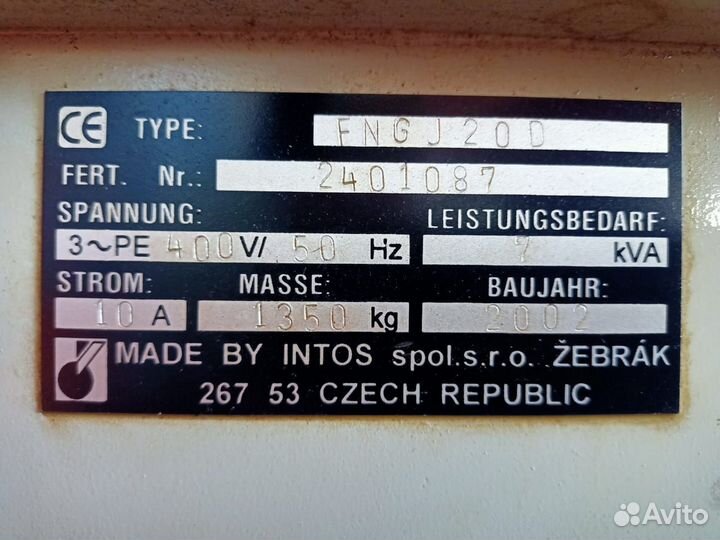 CE TYPE: FNGJ20D
FERT. Nr.: 2401087
SPANNUNG: LEISTUNGSBEDARF:
3~PE 400V/ 50 Hz 7 kVA
STROM: MASSE: BAUJAHR:
10 A 1350 kg 2002
MADE BY INTOS spol.s.r.o. ŽEBRÁK
267 53 CZECH REPUBLIC
Avito